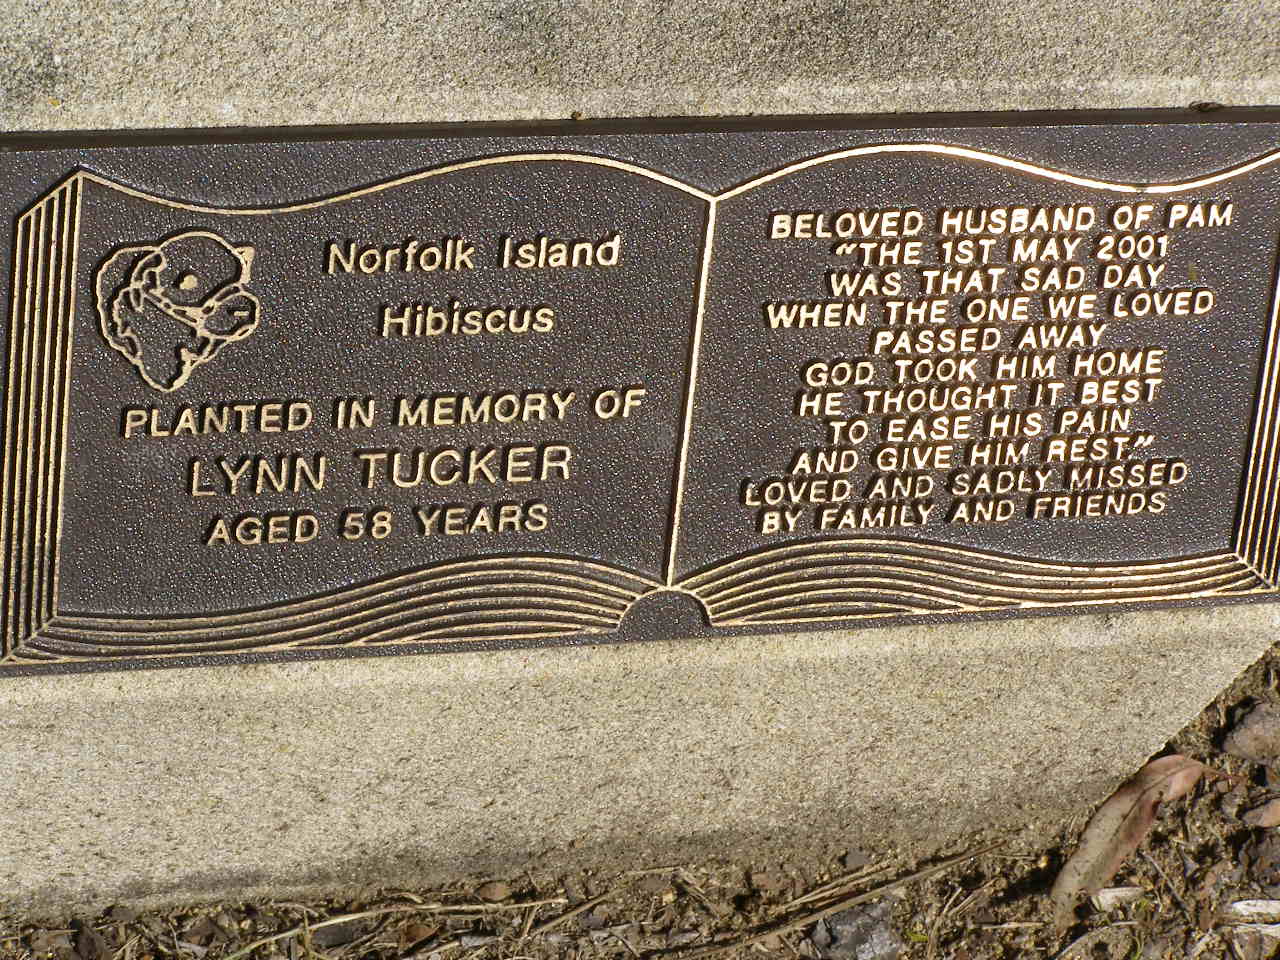 Norfolk Island
Hibiscus
PLANTED IN MEMORY OF
LYNN TUCKER
AGED 58 YEARS
BELOVED HUSBAND OF PAM
"THE 1ST MAY 2001
WAS THAT SAD DAY
WHEN THE ONE WE LOVED
PASSED AWAY
GOD TOOK HIM HOME
HE THOUGHT IT BEST
TO EASE HIS PAIN
AND GIVE HIM REST."
LOVED AND SADLY MISSED
BY FAMILY AND FRIENDS